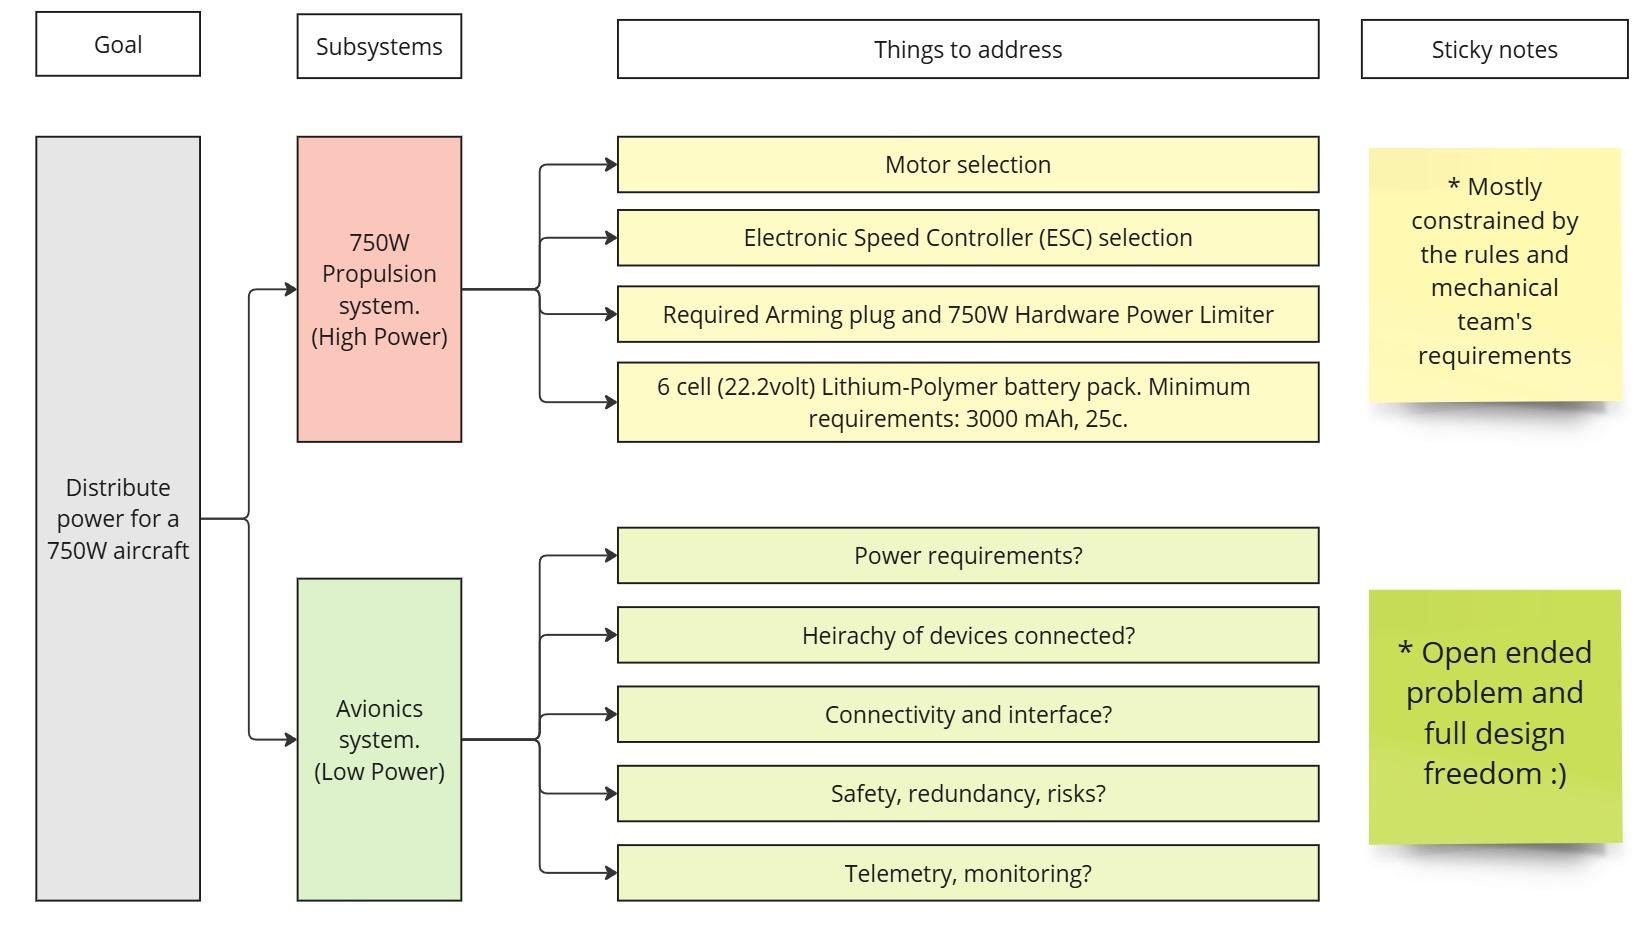 Goal
Subsystems
Things to address
Sticky notes
Distribute
power for a
750W aircraft
750W
Propulsion
system.
(High Power)
Motor selection
Electronic Speed Controller (ESC) selection
Required Arming plug and 750W Hardware Power Limiter
6 cell (22.2volt) Lithium-Polymer battery pack. Minimum
requirements: 3000 mAh, 25c.
* Mostly
constrained by
the rules and
mechanical
team's
requirements
Avionics
system.
(Low Power)
Power requirements?
Heirachy of devices connected?
Connectivity and interface?
Safety, redundancy, risks?
Telemetry, monitoring?
* Open ended
problem and
full design
freedom :)